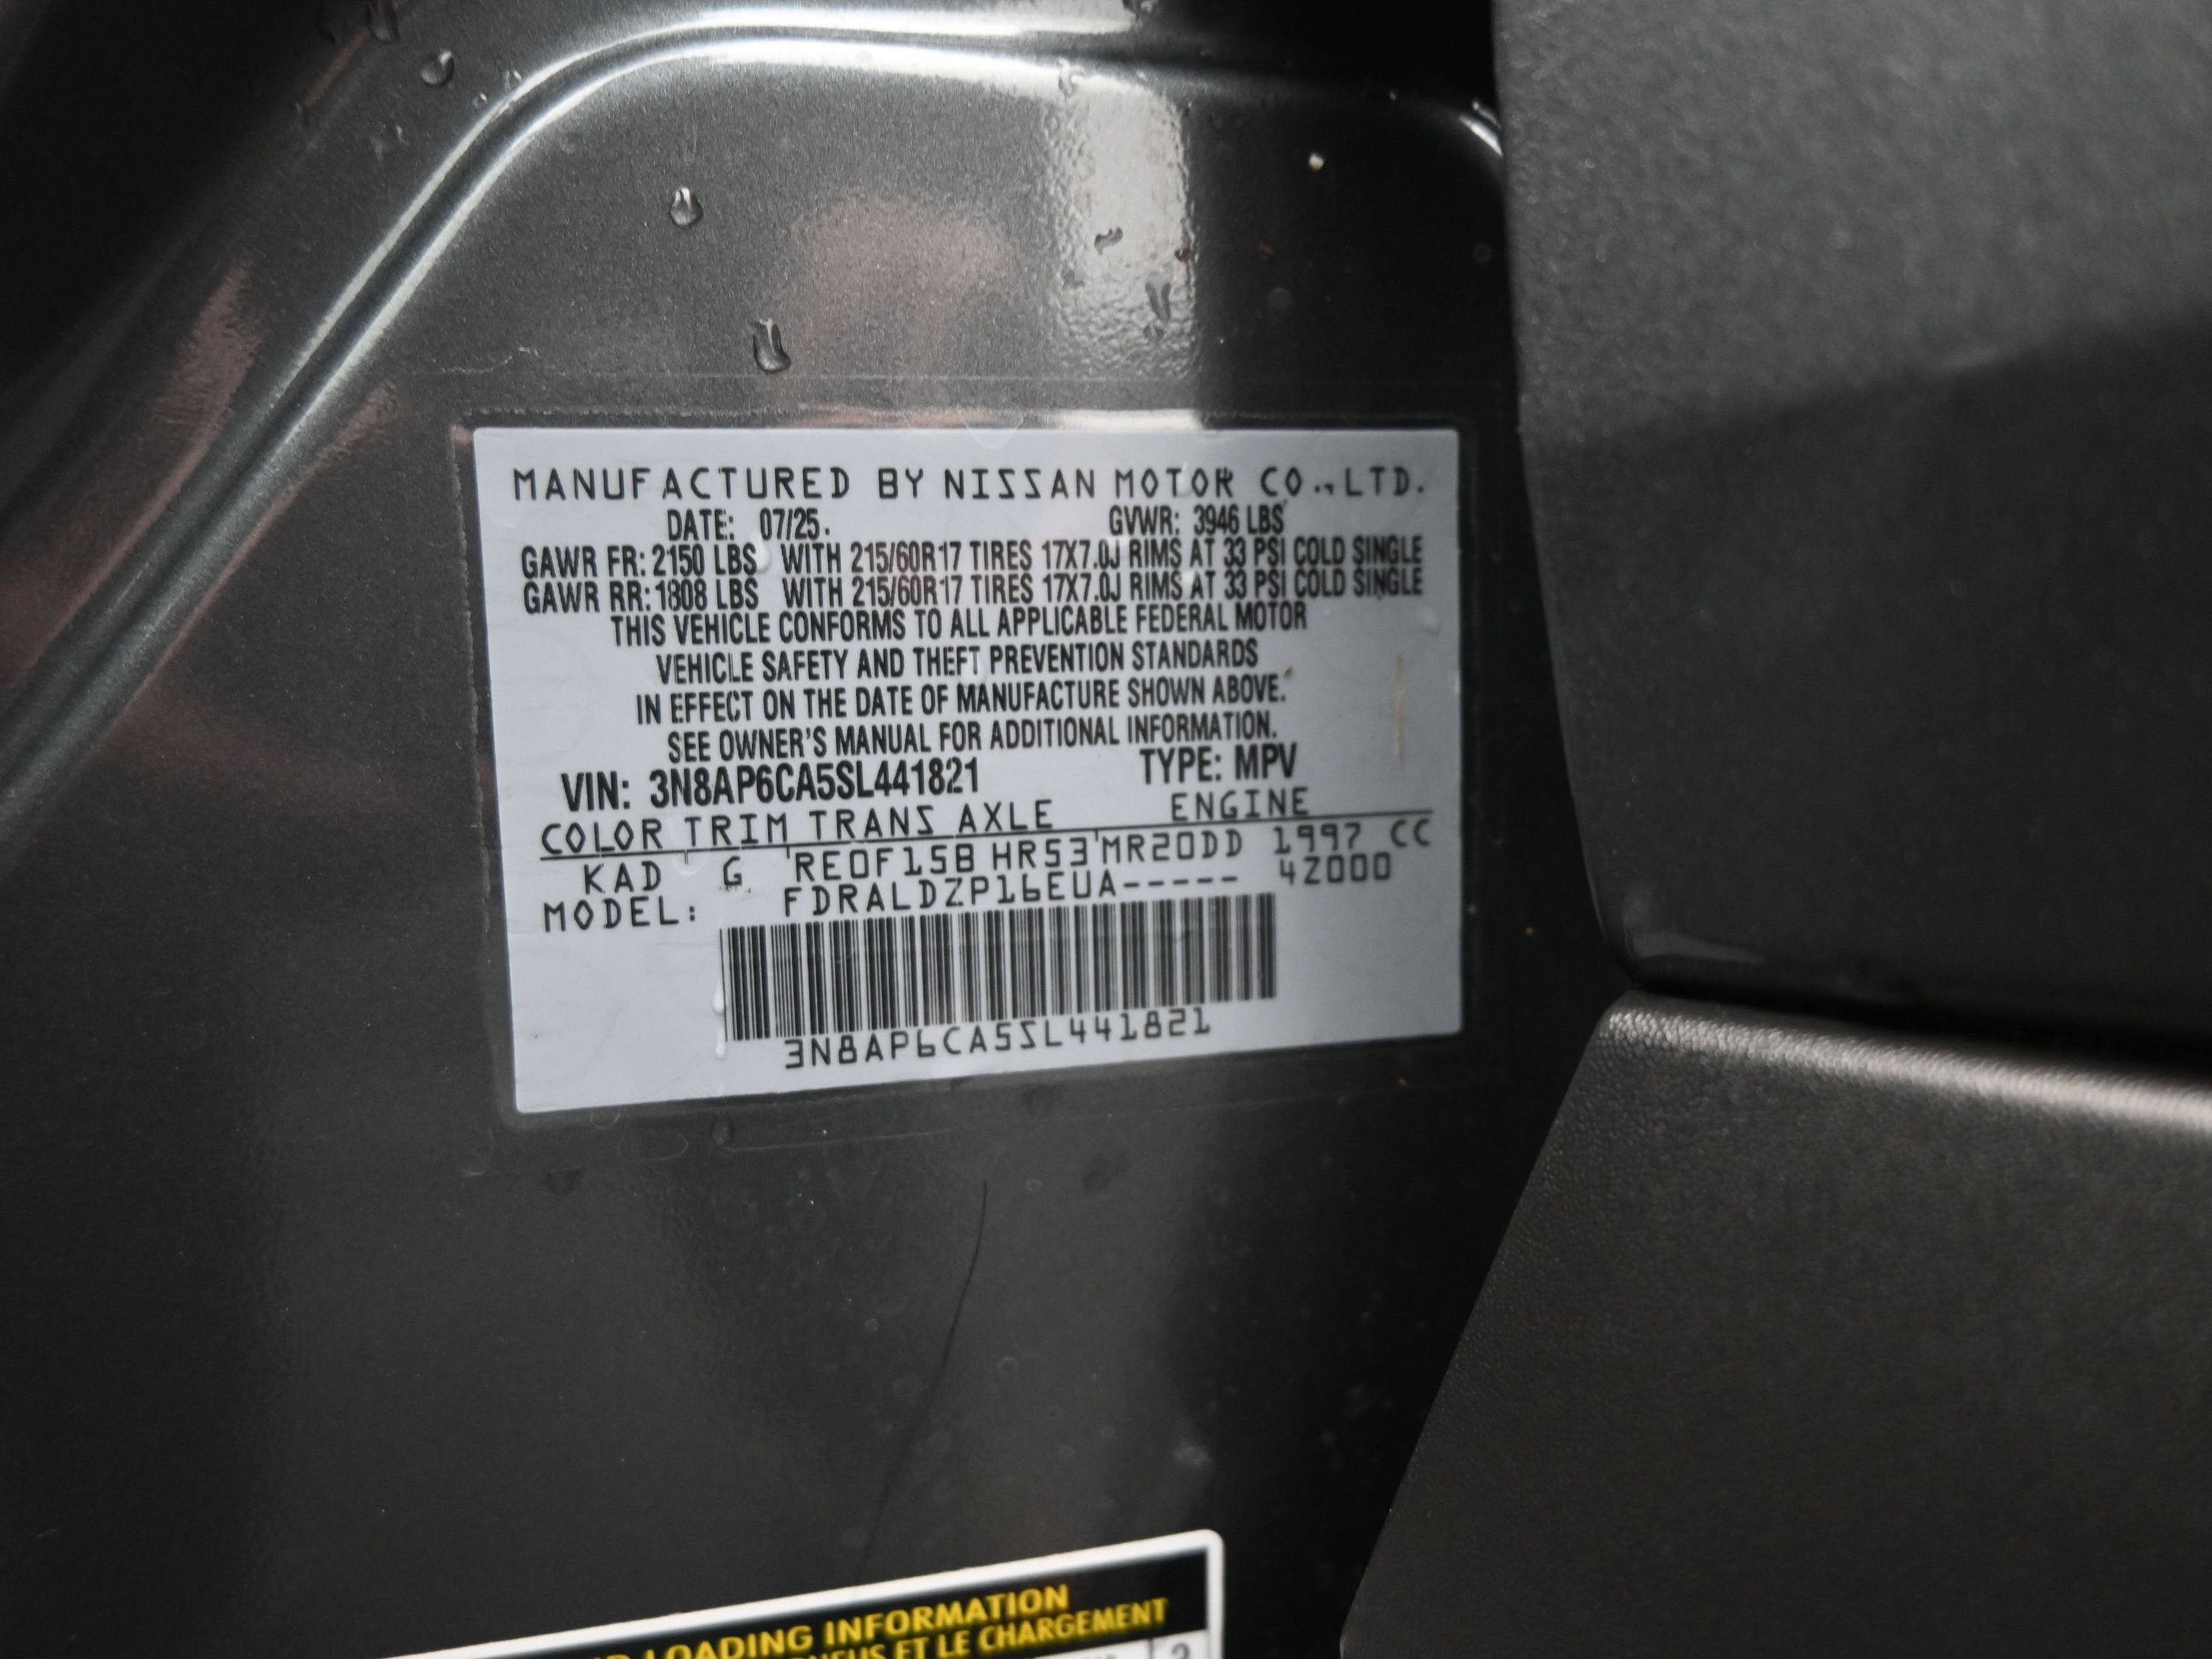 MANUFACTURED BY NISSAN MOTOR CO.,LTD.
DATE: 07/25. GVWR: 3946 LBS
GAWR FR: 2150 LBS WITH 215/60R17 TIRES 17X7.0J RIMS AT 33 PSI COLD SINGLE
GAWR RR: 1808 LBS WITH 215/60R17 TIRES 17X7.0J RIMS AT 33 PSI COLD SINGLE
THIS VEHICLE CONFORMS TO ALL APPLICABLE FEDERAL MOTOR
VEHICLE SAFETY AND THEFT PREVENTION STANDARDS
IN EFFECT ON THE DATE OF MANUFACTURE SHOWN ABOVE.
SEE OWNER'S MANUAL FOR ADDITIONAL INFORMATION.
VIN: 3N8AP6CA5SL441821 TYPE: MPV
COLOR TRIM TRANS AXLE ENGINE
KAD G RE0F15B HR53 MR20DD 1997 CC
MODEL: FDRALDZP16EUA----- 4Z000
3N8AP6CA5SL441821
LOADING INFORMATION
ET LE CHARGEMENT